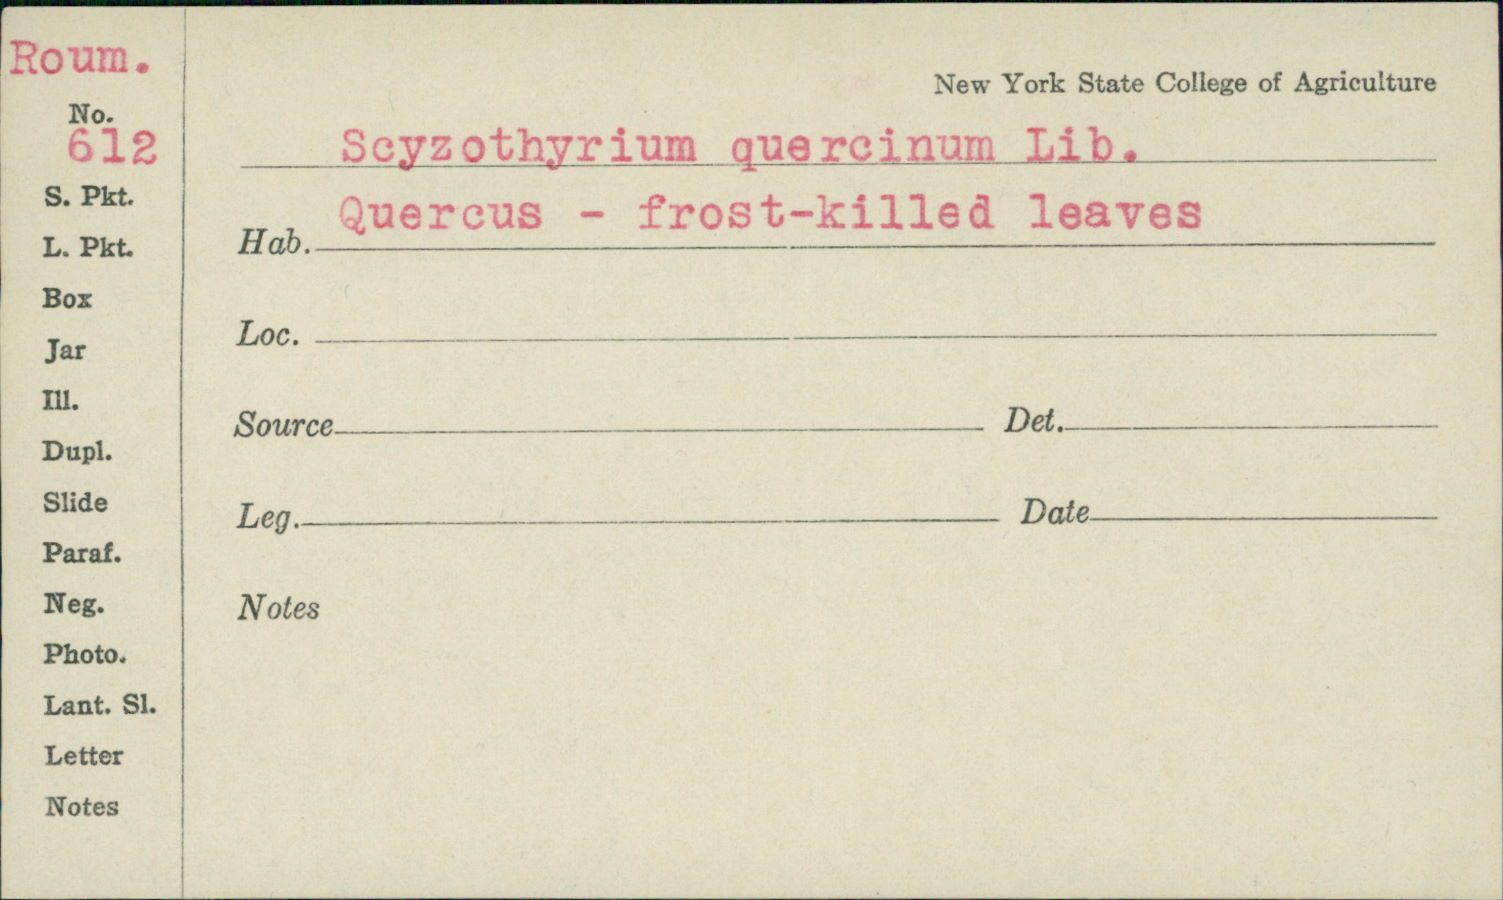 Roum.
New York State College of Agriculture
No.
612
Scyzothyrium quercinum Lib.
S. Pkt.
Quercus - frost-killed leaves
Hab.
L. Pkt.
Box
Loc.
Jar
Ill.
Source Det.
Dupl.
Slide
Leg. Date
Paraf.
Neg.
Notes
Photo.
Lant. Sl.
Letter
Notes